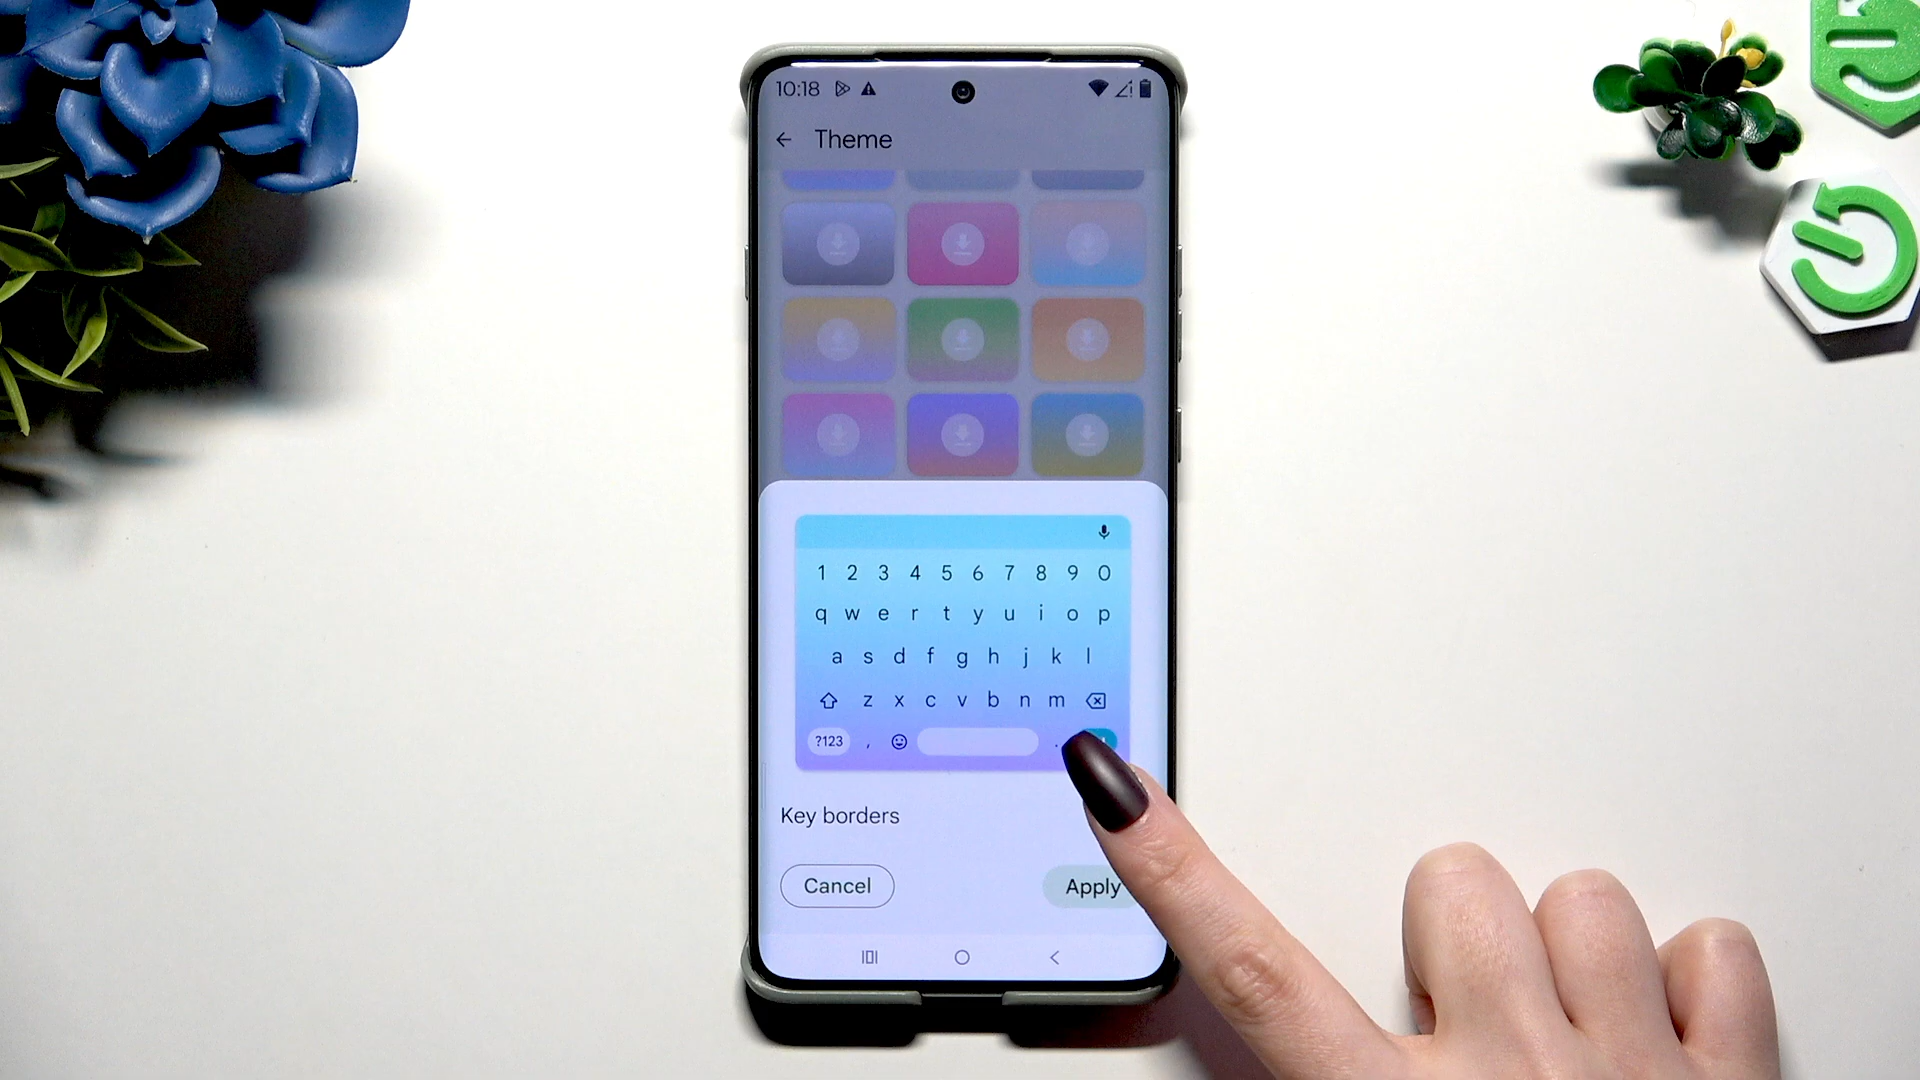 10:18
Theme
1 2 3 4 5 6 7 8 9 0
q w e r t y u i o p
a s d f g h j k l
z x c v b n m
?123 , .
Key borders
Cancel Apply